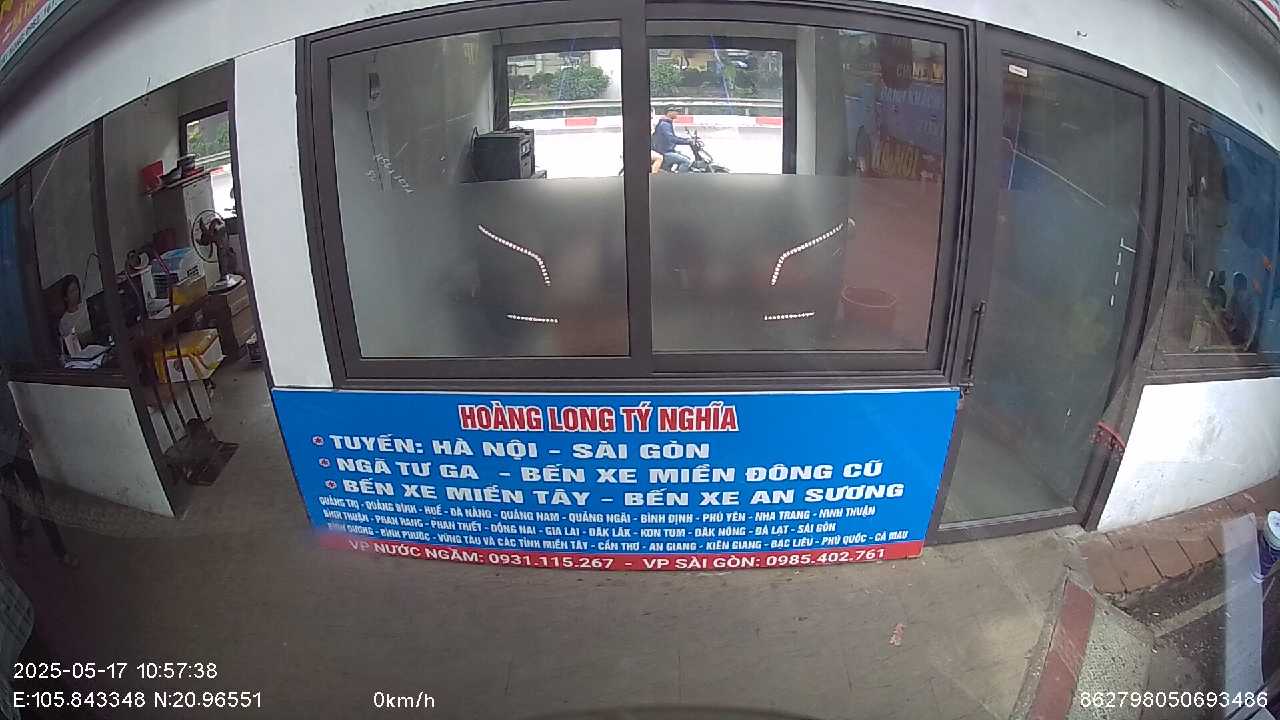 HOÀNG LONG TÝ NGHĨA
TUYẾN: HÀ NỘI - SÀI GÒN
NGÃ TƯ GA - BẾN XE MIỀN ĐÔNG CŨ
BẾN XE MIỀN TÂY - BẾN XE AN SƯƠNG
QUẢNG TRỊ - QUẢNG BÌNH - HUẾ - ĐÀ NẴNG - QUẢNG NAM - QUẢNG NGÃI - BÌNH ĐỊNH - PHÚ YÊN - NHA TRANG - NINH THUẬN
BÌNH THUẬN - PHAN RANG - PHAN THIẾT - ĐỒNG NAI - GIA LAI - ĐĂK LĂK - KON TUM - ĐĂK NÔNG - ĐÀ LẠT - SÀI GÒN
BÌNH DƯƠNG - BÌNH PHƯỚC - VŨNG TÀU VÀ CÁC TỈNH MIỀN TÂY - CẦN THƠ - AN GIANG - KIÊN GIANG - BẠC LIÊU - PHÚ QUỐC - CÀ MAU
VP NƯỚC NGẦM: 0931.115.267 - VP SÀI GÒN: 0985.402.761
2025-05-17 10:57:38
E:105.843348 N:20.96551
0km/h
862798050693486